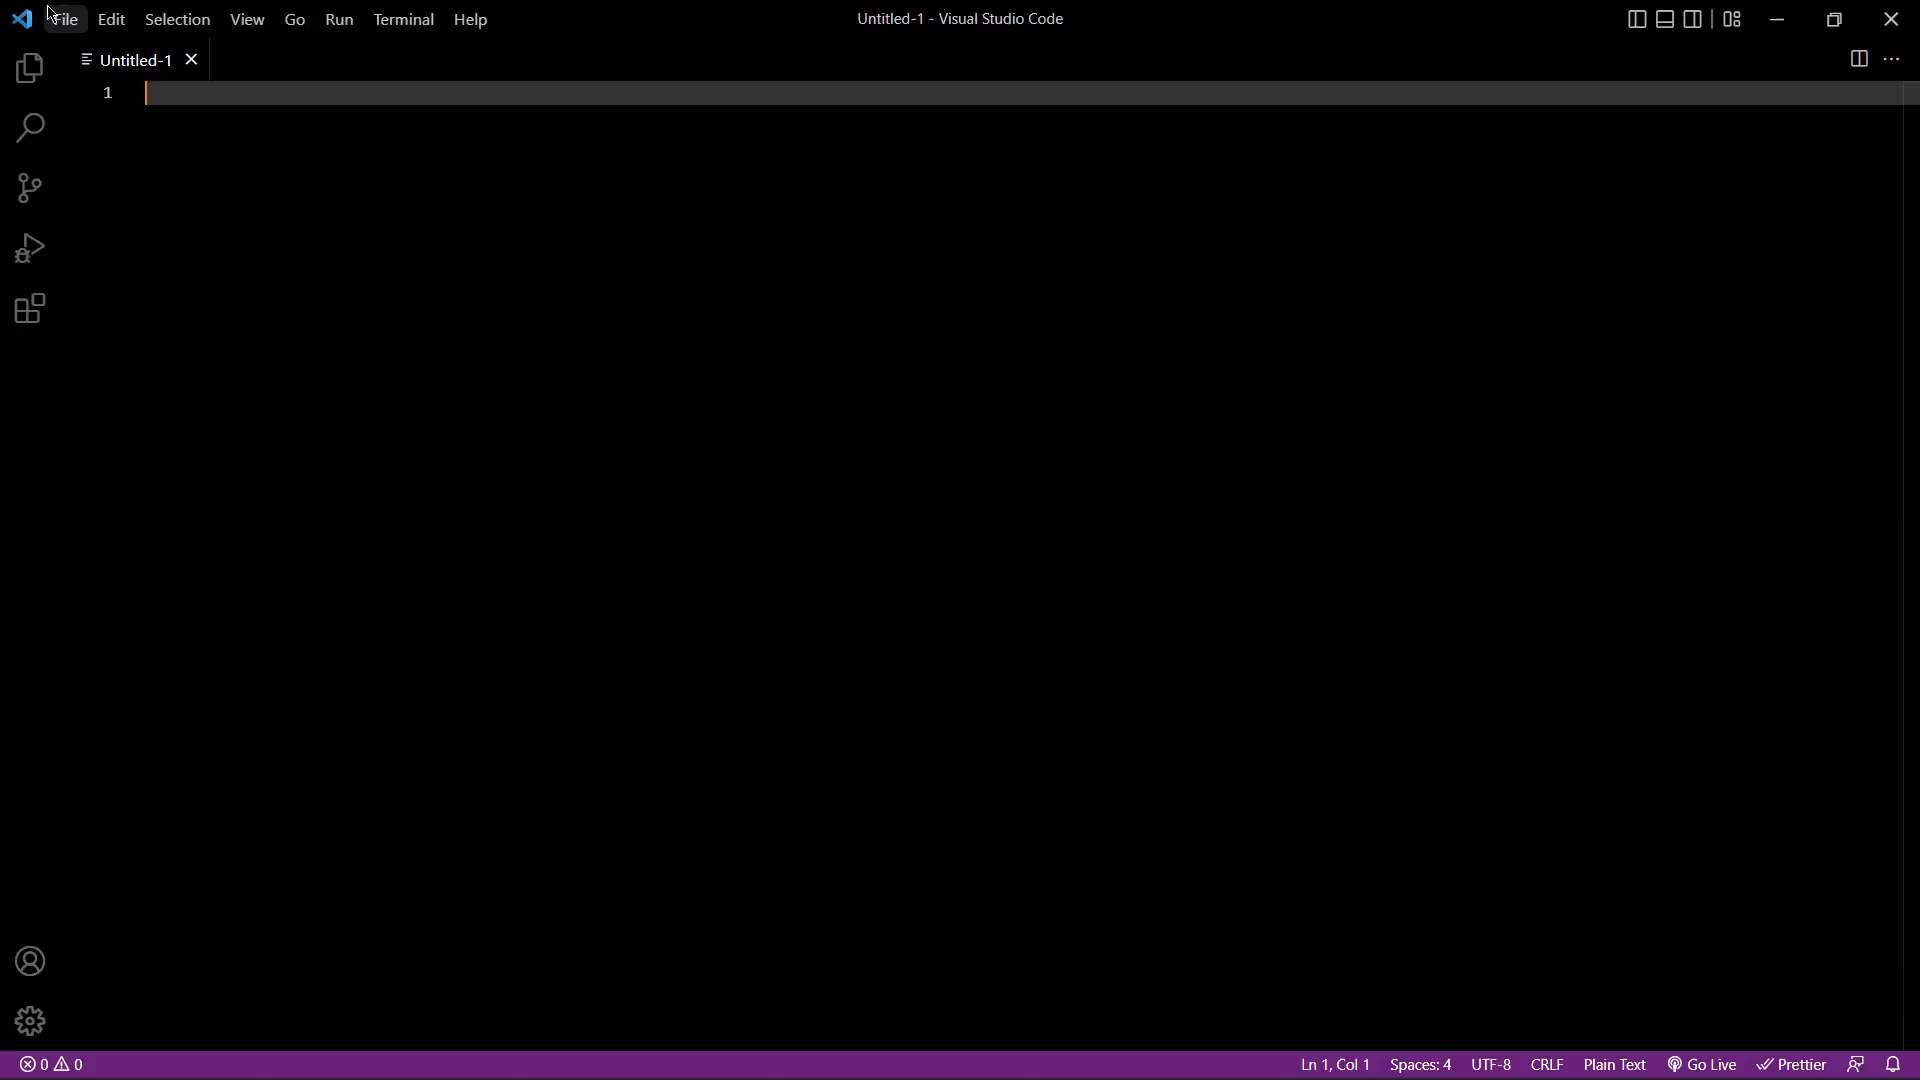 File Edit Selection View Go Run Terminal Help Untitled-1 - Visual Studio Code
Untitled-1
1
0 0 Ln 1, Col 1 Spaces: 4 UTF-8 CRLF Plain Text Go Live Prettier